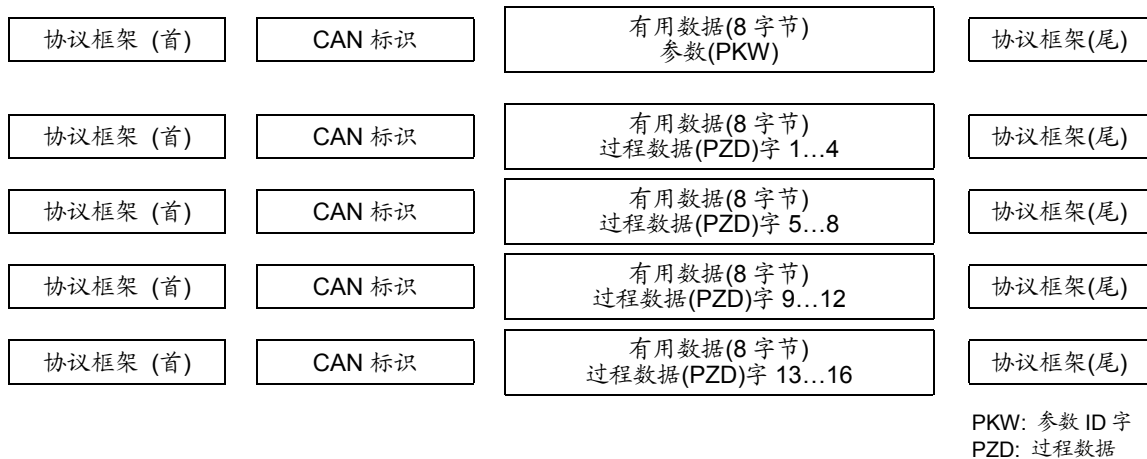 协议框架 (首) CAN 标识 有用数据(8 字节) 协议框架(尾)
参数(PKW)
协议框架 (首) CAN 标识 有用数据(8 字节) 协议框架(尾)
过程数据(PZD)字 1…4
协议框架 (首) CAN 标识 有用数据(8 字节) 协议框架(尾)
过程数据(PZD)字 5…8
协议框架 (首) CAN 标识 有用数据(8 字节) 协议框架(尾)
过程数据(PZD)字 9…12
协议框架 (首) CAN 标识 有用数据(8 字节) 协议框架(尾)
过程数据(PZD)字 13…16
PKW: 参数 ID 字
PZD: 过程数据